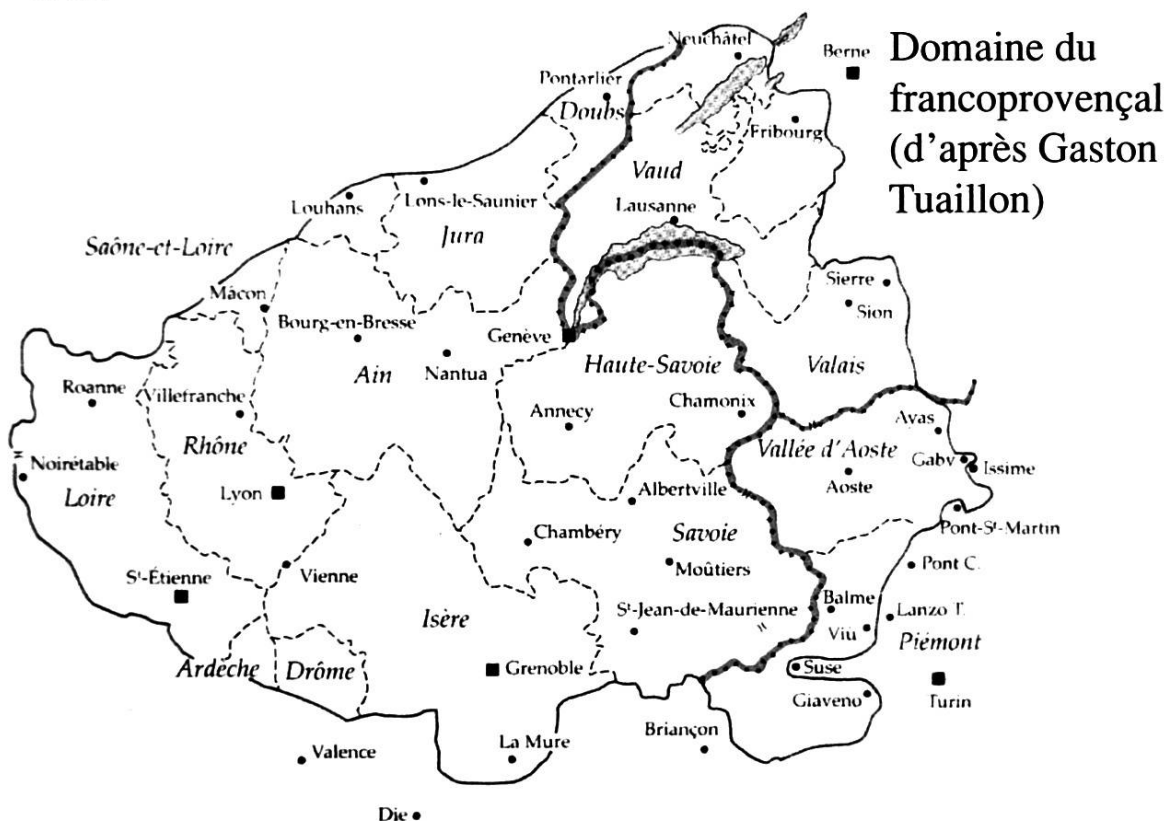 Domaine du
francoprovençal
(d'après Gaston
Tuaillon)
Neuchâtel
Berne
Pontarlier
Doubs
Fribourg
Vaud
Louhans
Lons-le-Saunier
Lausanne
Jura
Saône-et-Loire
Sierre
Mâcon
Sion
Bourg-en-Bresse
Genève
Haute-Savoie
Valais
Ain
Nantua
Roanne
Villefranche
Annecy
Chamonix
Ayas
Rhône
Vallée d'Aoste
Gaby
Issime
Noirétable
Loire
Lyon
Aoste
Albertville
Pont-St-Martin
Chambéry
Savoie
Moûtiers
Pont C.
St-Étienne
Vienne
Balme
Lanzo T.
Isère
St-Jean-de-Maurienne
Viù
Piémont
Ardèche
Drôme
Grenoble
Suse
Giaveno
Turin
Briançon
La Mure
Valence
Die